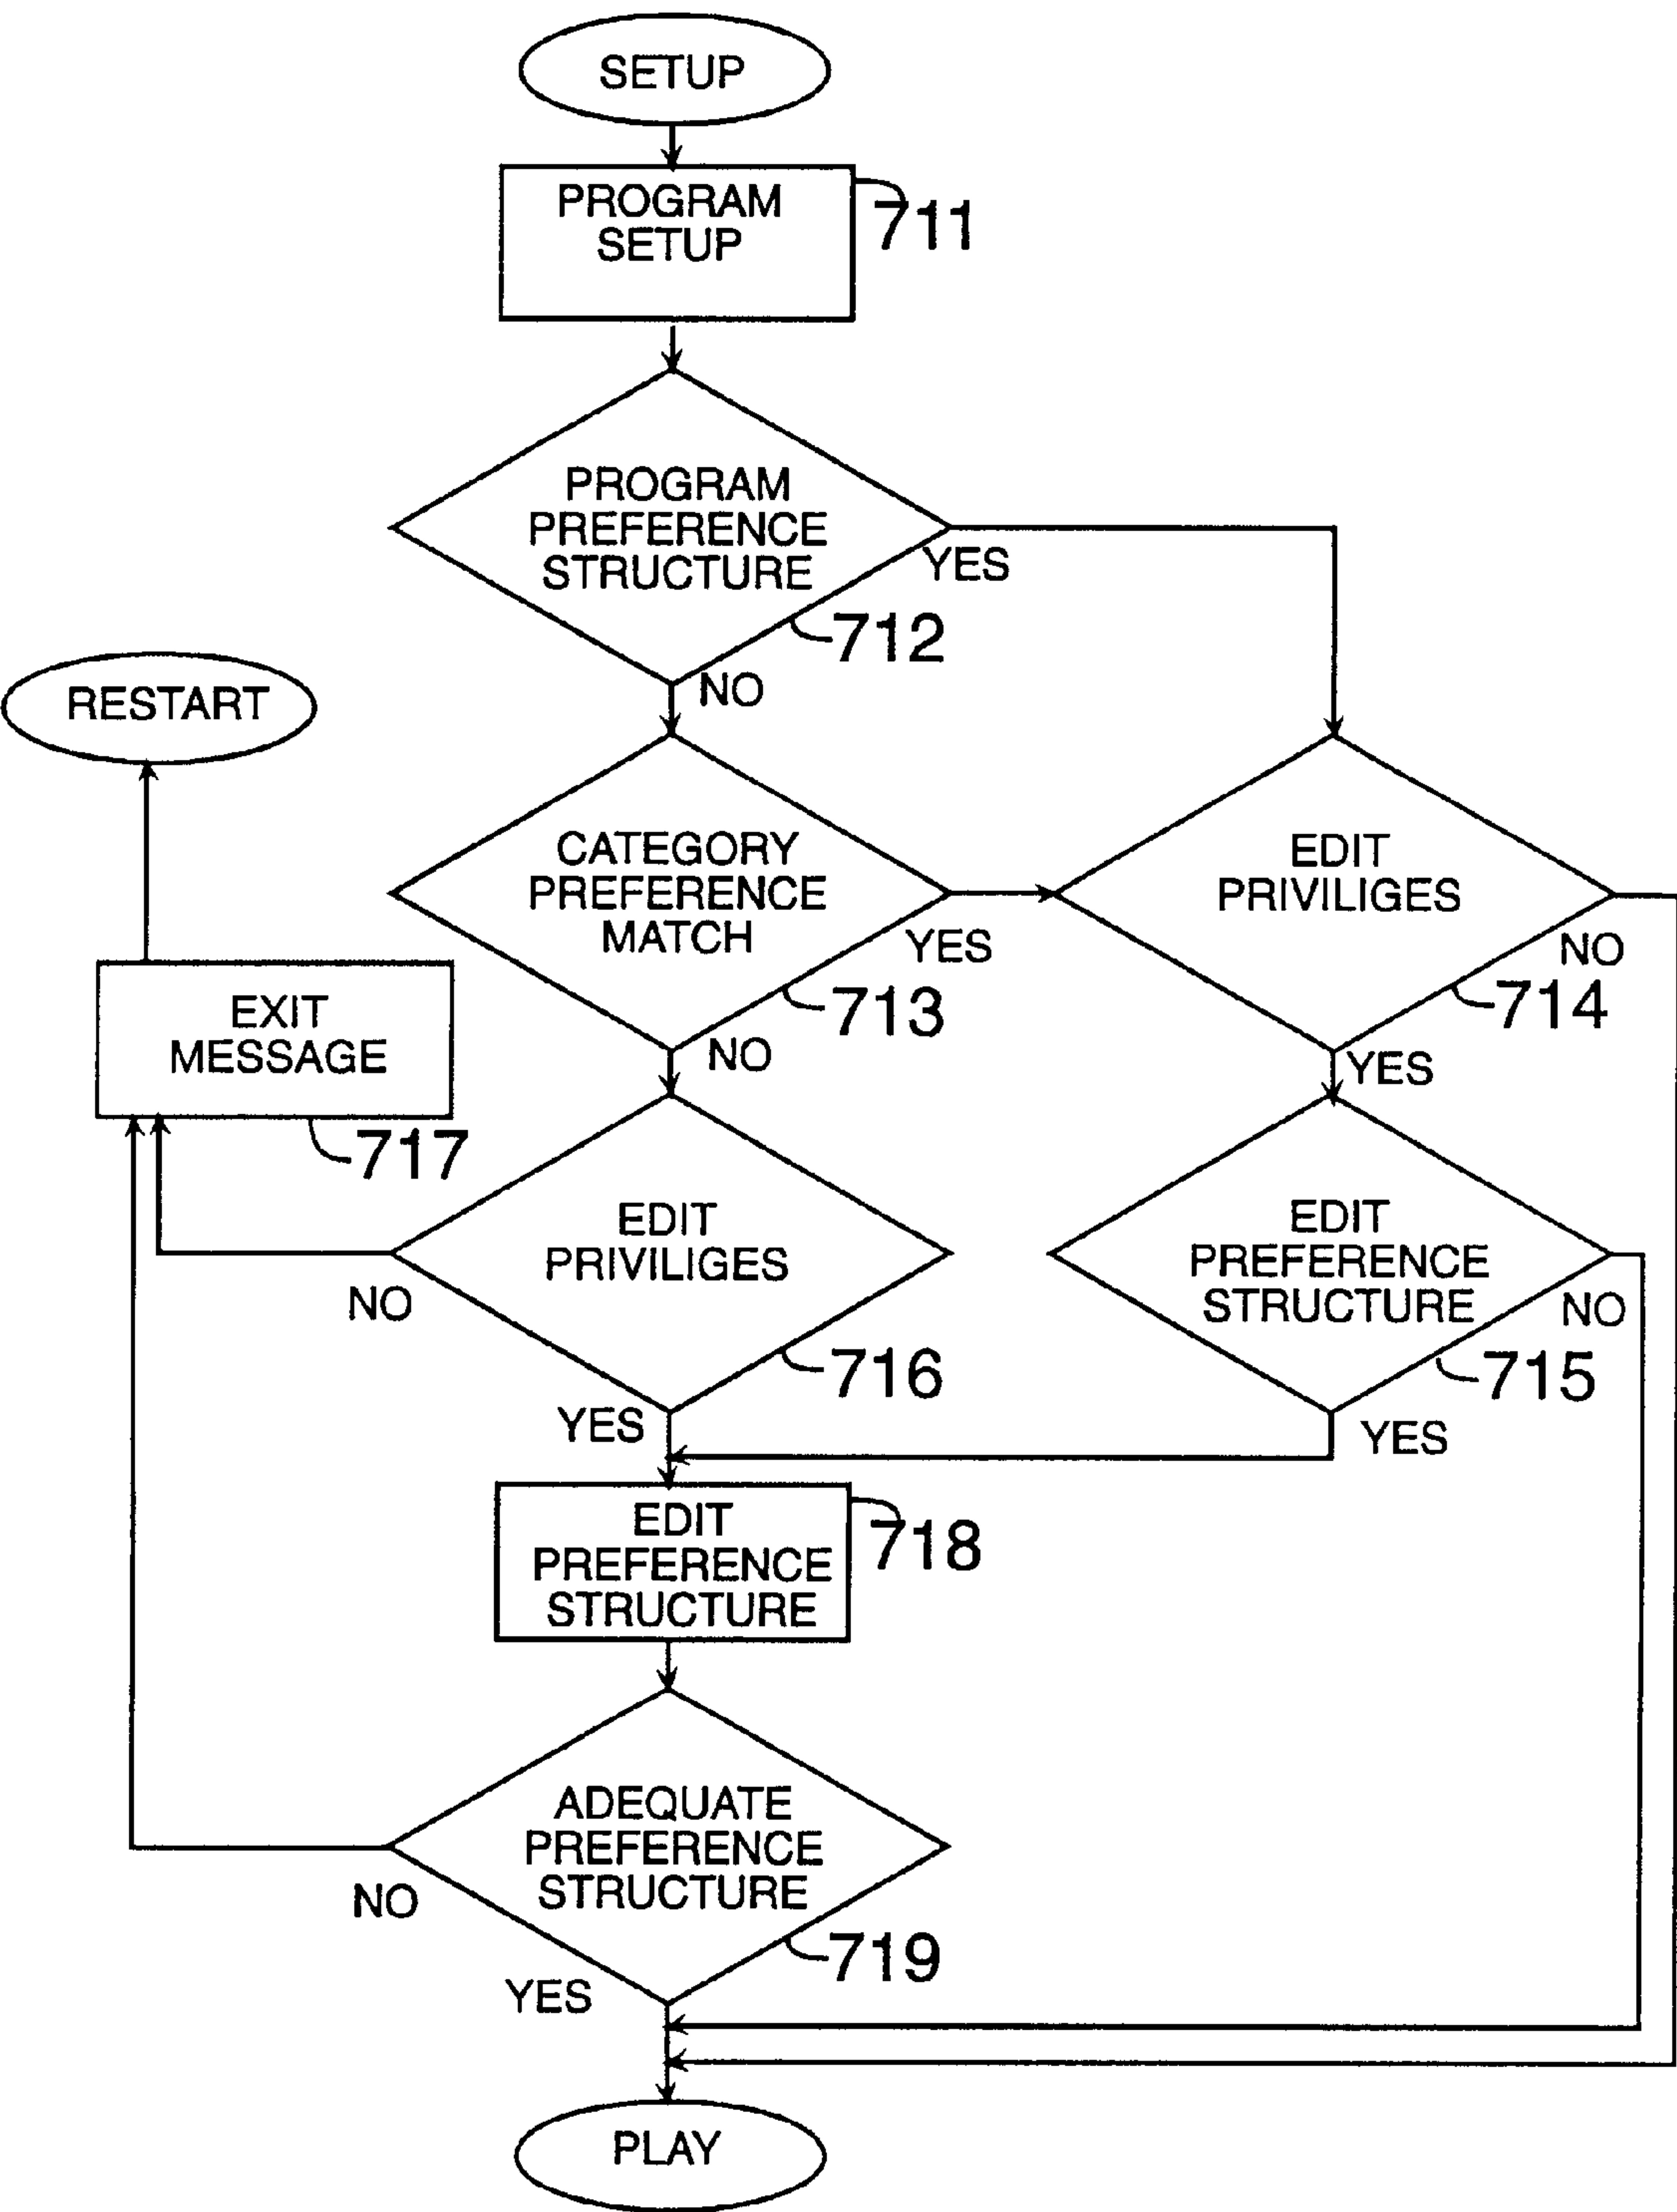 SETUP
PROGRAM
SETUP
711
PROGRAM
PREFERENCE
STRUCTURE
YES
712
NO
RESTART
CATEGORY
PREFERENCE
MATCH
YES
713
NO
EDIT
PRIVILIGES
NO
714
YES
EXIT
MESSAGE
717
EDIT
PRIVILIGES
NO
716
YES
EDIT
PREFERENCE
STRUCTURE
NO
715
YES
EDIT
PREFERENCE
STRUCTURE
718
ADEQUATE
PREFERENCE
STRUCTURE
NO
719
YES
PLAY